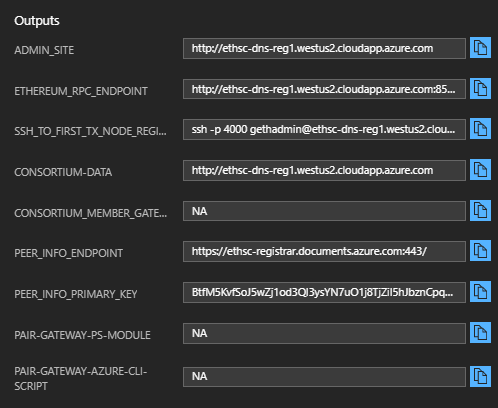 Outputs
ADMIN_SITE
http://ethsc-dns-reg1.westus2.cloudapp.azure.com
ETHEREUM_RPC_ENDPOINT
http://ethsc-dns-reg1.westus2.cloudapp.azure.com:85...
SSH_TO_FIRST_TX_NODE_REGI...
ssh -p 4000 gethadmin@ethsc-dns-reg1.westus2.clou...
CONSORTIUM-DATA
http://ethsc-dns-reg1.westus2.cloudapp.azure.com
CONSORTIUM_MEMBER_GATE...
NA
PEER_INFO_ENDPOINT
https://ethsc-registrar.documents.azure.com:443/
PEER_INFO_PRIMARY_KEY
BtfM5KvfSoJ5wZj1od3Ql3ysYN7uO1j8TjZiI5hJbznCpq...
PAIR-GATEWAY-PS-MODULE
NA
PAIR-GATEWAY-AZURE-CLI-
SCRIPT
NA